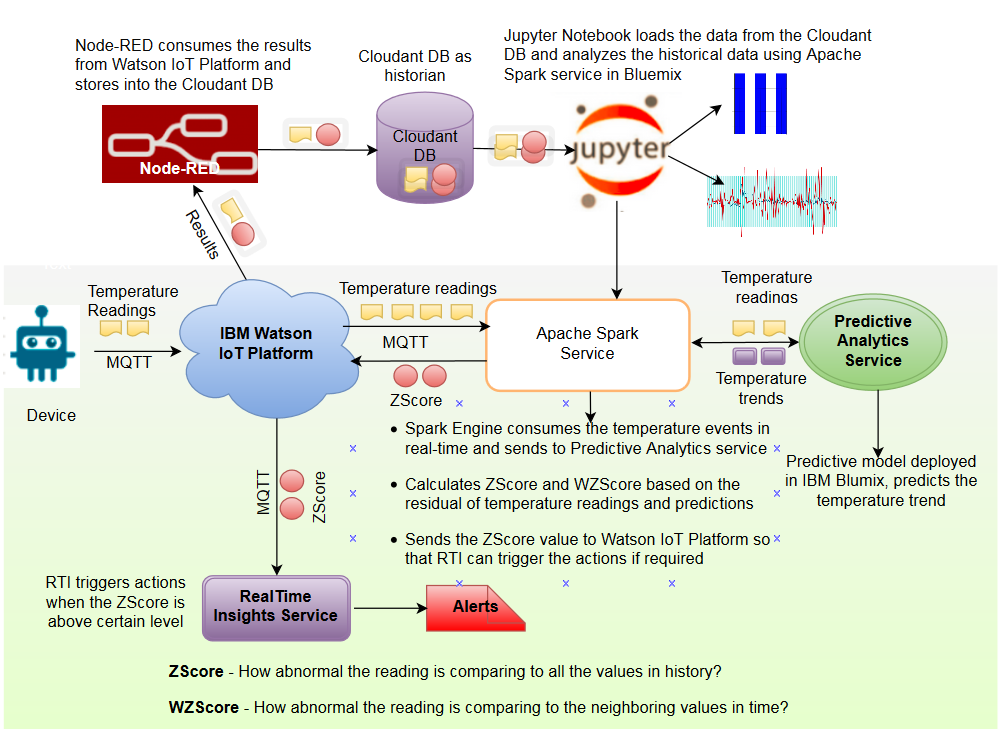 Node-RED consumes the results
from Watson IoT Platform and
stores into the Cloudant DB
Cloudant DB as
historian
Jupyter Notebook loads the data from the Cloudant
DB and analyzes the historical data using Apache
Spark service in Bluemix
Node-RED
Cloudant
DB
jupyter
Results
Temperature
Readings
MQTT
Device
IBM Watson
IoT Platform
Temperature readings
MQTT
ZScore
Apache Spark
Service
Temperature
readings
Temperature
trends
Predictive
Analytics
Service
• Spark Engine consumes the temperature events in
real-time and sends to Predictive Analytics service
• Calculates ZScore and WZScore based on the
residual of temperature readings and predictions
• Sends the ZScore value to Watson IoT Platform so
that RTI can trigger the actions if required
Predictive model deployed
in IBM Blumix, predicts the
temperature trend
MQTT
ZScore
RTI triggers actions
when the ZScore is
above certain level
RealTime
Insights Service
Alerts
ZScore - How abnormal the reading is comparing to all the values in history?
WZScore - How abnormal the reading is comparing to the neighboring values in time?